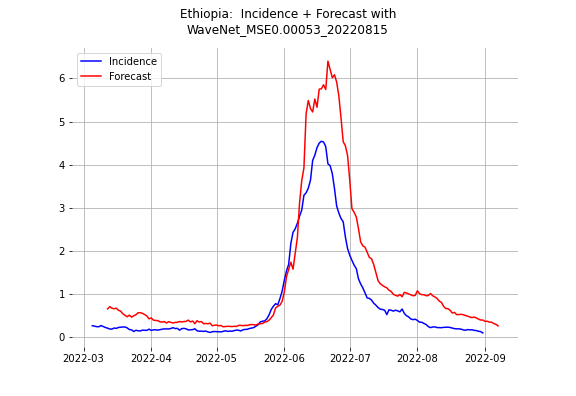 Ethiopia:  Incidence + Forecast with
WaveNet_MSE0.00053_20220815
Incidence
Forecast
6
5
4
3
2
1
0
2022-03 2022-04 2022-05 2022-06 2022-07 2022-08 2022-09